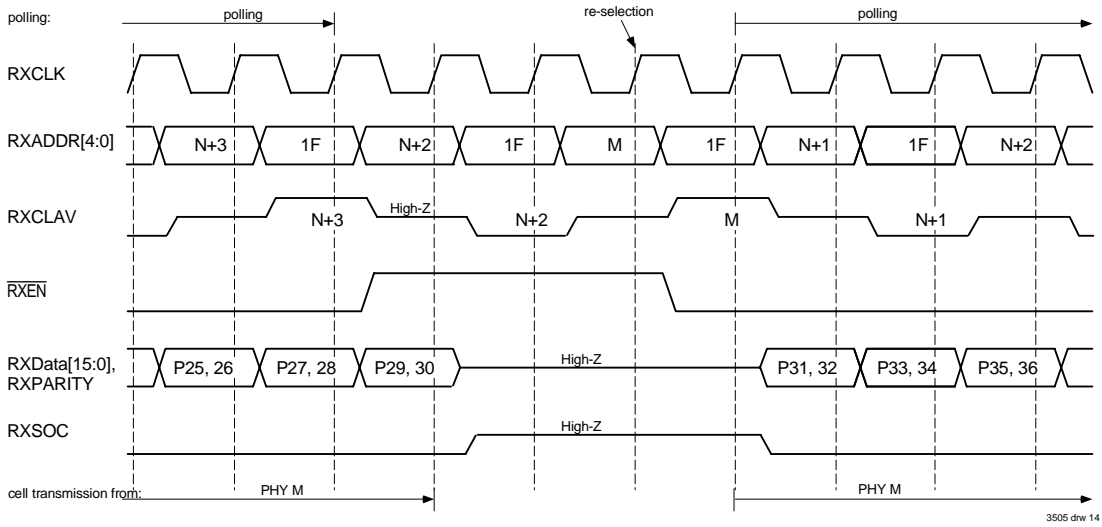 polling: polling re-selection polling
RXCLK
RXADDR[4:0] N+3 1F N+2 1F M 1F N+1 1F N+2
RXCLAV N+3 High-Z N+2 M N+1
RXEN
RXData[15:0], RXPARITY P25, 26 P27, 28 P29, 30 High-Z P31, 32 P33, 34 P35, 36
RXSOC High-Z
cell transmission from: PHY M PHY M
3505 drw 14